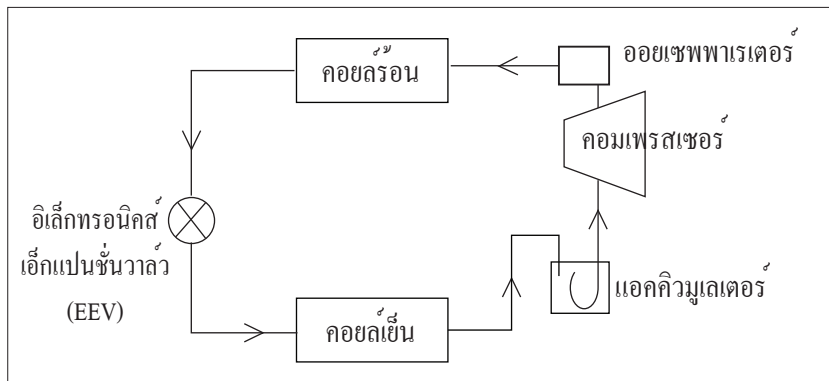 คอยล์ร้อน
ออยเซพพาเรเตอร์
คอมเพรสเซอร์
อิเล็กทรอนิคส์
เอ็กแปนชั่นวาล์ว
(EEV)
แอคคิวมูเลเตอร์
คอยล์เย็น